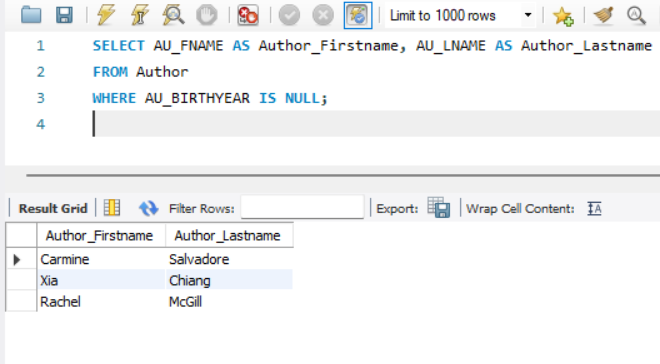 Limit to 1000 rows
1 SELECT AU_FNAME AS Author_Firstname, AU_LNAME AS Author_Lastname
2 FROM Author
3 WHERE AU_BIRTHYEAR IS NULL;
4
Result Grid Filter Rows: Export: Wrap Cell Content: IA
Author_Firstname Author_Lastname
Carmine Salvadore
Xia Chiang
Rachel McGill